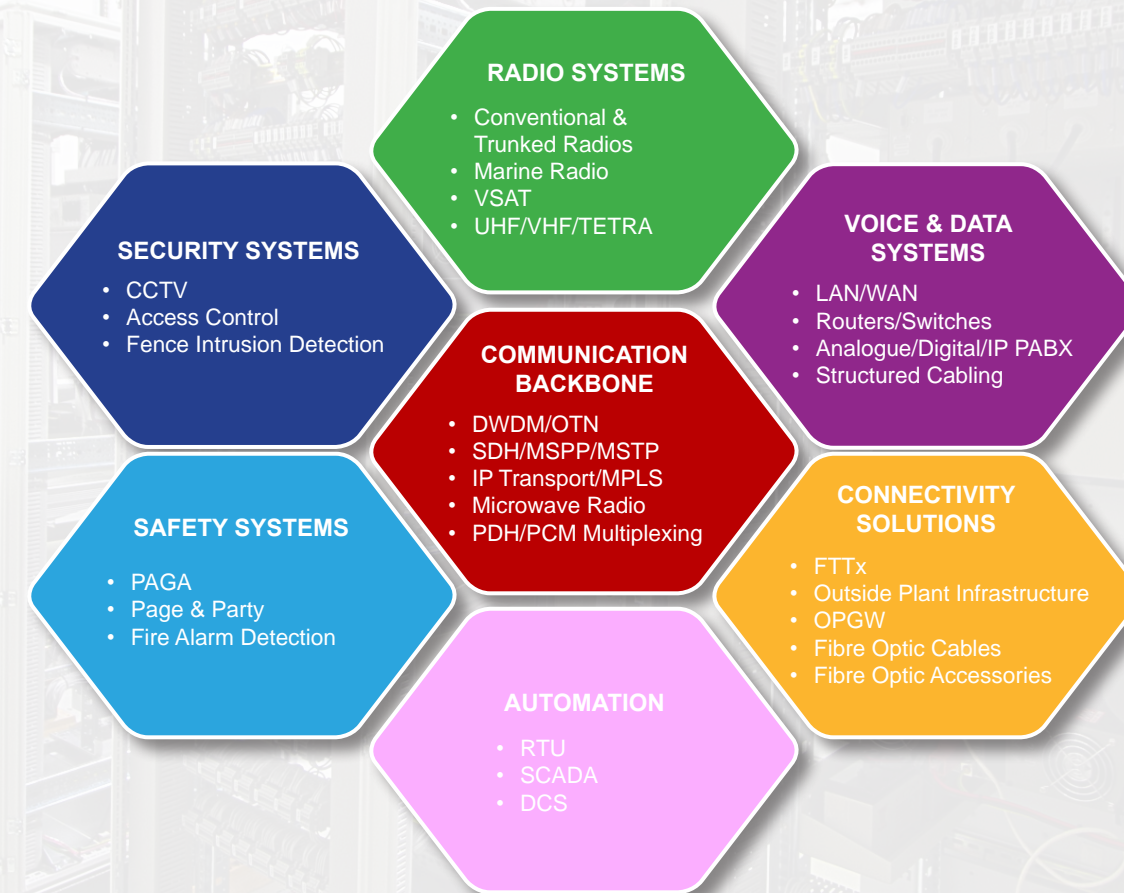 RADIO SYSTEMS
• Conventional &
Trunked Radios
• Marine Radio
• VSAT
• UHF/VHF/TETRA
SECURITY SYSTEMS
• CCTV
• Access Control
• Fence Intrusion Detection
VOICE & DATA
SYSTEMS
• LAN/WAN
• Routers/Switches
• Analogue/Digital/IP PABX
• Structured Cabling
COMMUNICATION
BACKBONE
• DWDM/OTN
• SDH/MSPP/MSTP
• IP Transport/MPLS
• Microwave Radio
• PDH/PCM Multiplexing
SAFETY SYSTEMS
• PAGA
• Page & Party
• Fire Alarm Detection
CONNECTIVITY
SOLUTIONS
• FTTx
• Outside Plant Infrastructure
• OPGW
• Fibre Optic Cables
• Fibre Optic Accessories
AUTOMATION
• RTU
• SCADA
• DCS